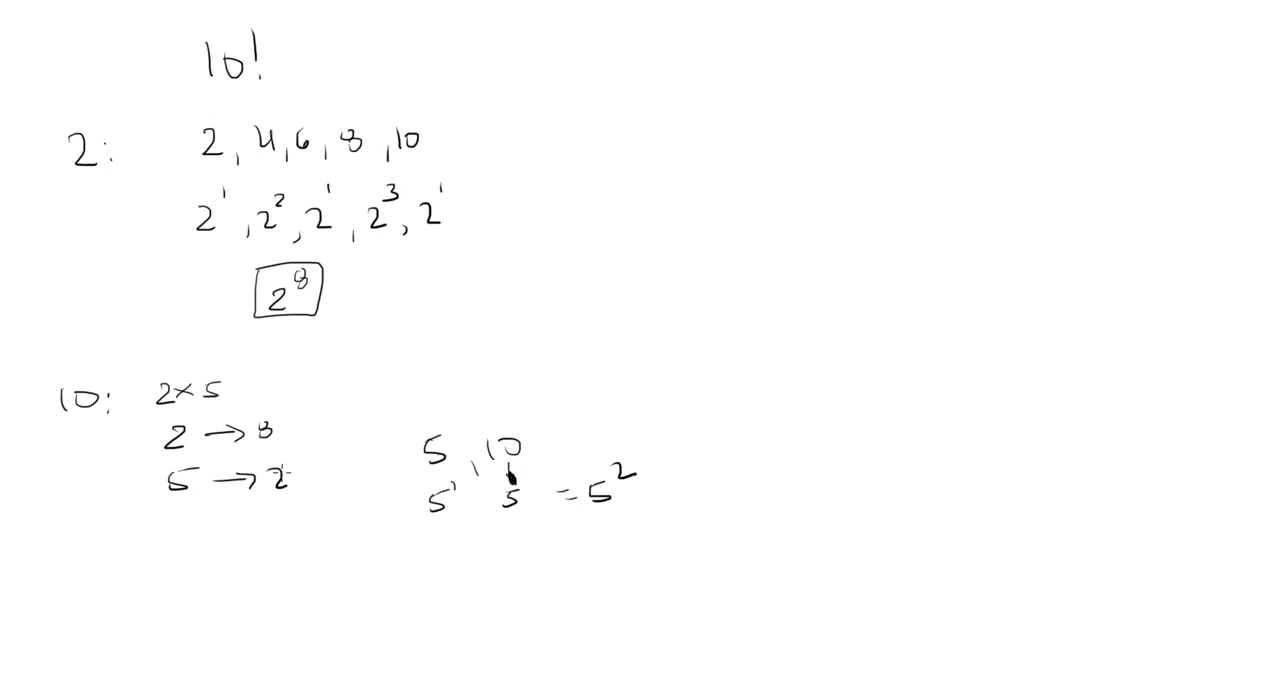 10!
2: 2, 4, 6, 8, 10
2¹, 2², 2¹, 2³, 2¹
2⁸
10: 2×5
2 → 8
5 → 2
5, 10
5¹ 5 = 5²